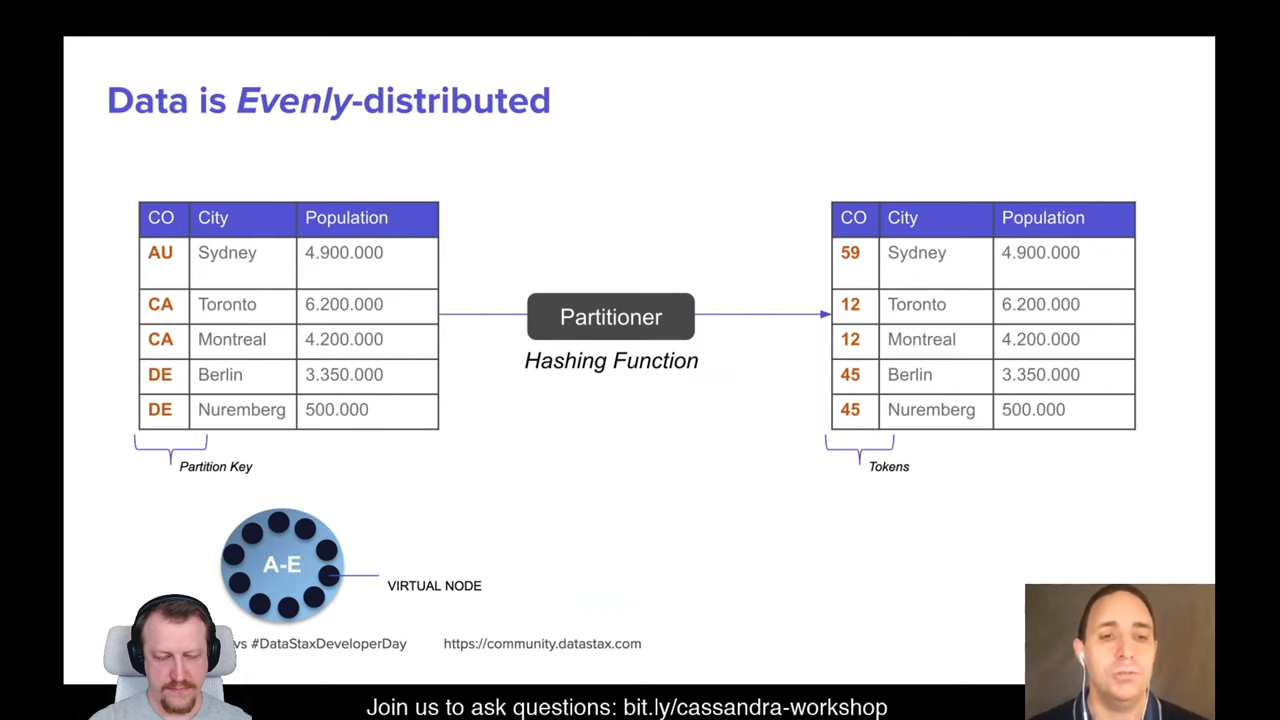 Data is Evenly-distributed
CO City Population
AU Sydney 4.900.000
CA Toronto 6.200.000
CA Montreal 4.200.000
DE Berlin 3.350.000
DE Nuremberg 500.000
Partition Key
Partitioner
Hashing Function
CO City Population
59 Sydney 4.900.000
12 Toronto 6.200.000
12 Montreal 4.200.000
45 Berlin 3.350.000
45 Nuremberg 500.000
Tokens
A-E
VIRTUAL NODE
vs #DataStaxDeveloperDay https://community.datastax.com
Join us to ask questions: bit.ly/cassandra-workshop